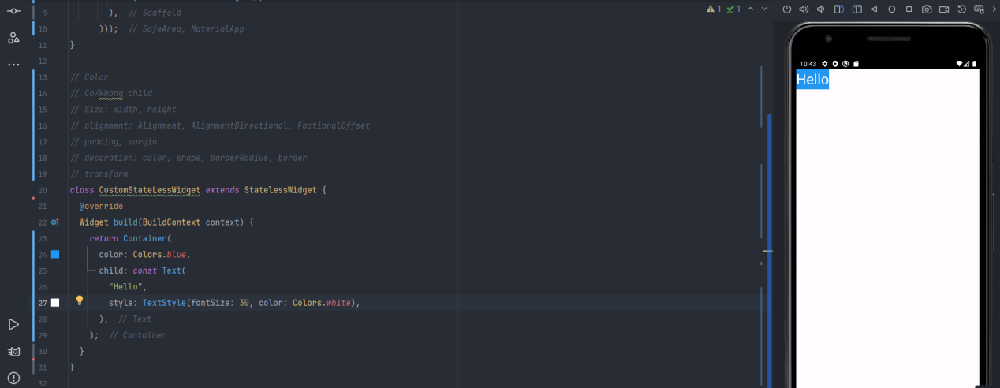 9 ), // Scaffold
10 ))); // SafeArea, MaterialApp
11 }
12
13 // Color
14 // Co/khong child
15 // Size: width, height
16 // alignment: Alignment, AlignmentDirectional, FactionalOffset
17 // padding, margin
18 // decoration: color, shape, borderRadius, border
19 // transform
20 class CustomStateLessWidget extends StatelessWidget {
21 @override
22 Widget build(BuildContext context) {
23 return Container(
24 color: Colors.blue,
25 child: const Text(
26 "Hello",
27 style: TextStyle(fontSize: 30, color: Colors.white),
28 ), // Text
29 ); // Container
30 }
31 }
32
1 1
10:43
Hello